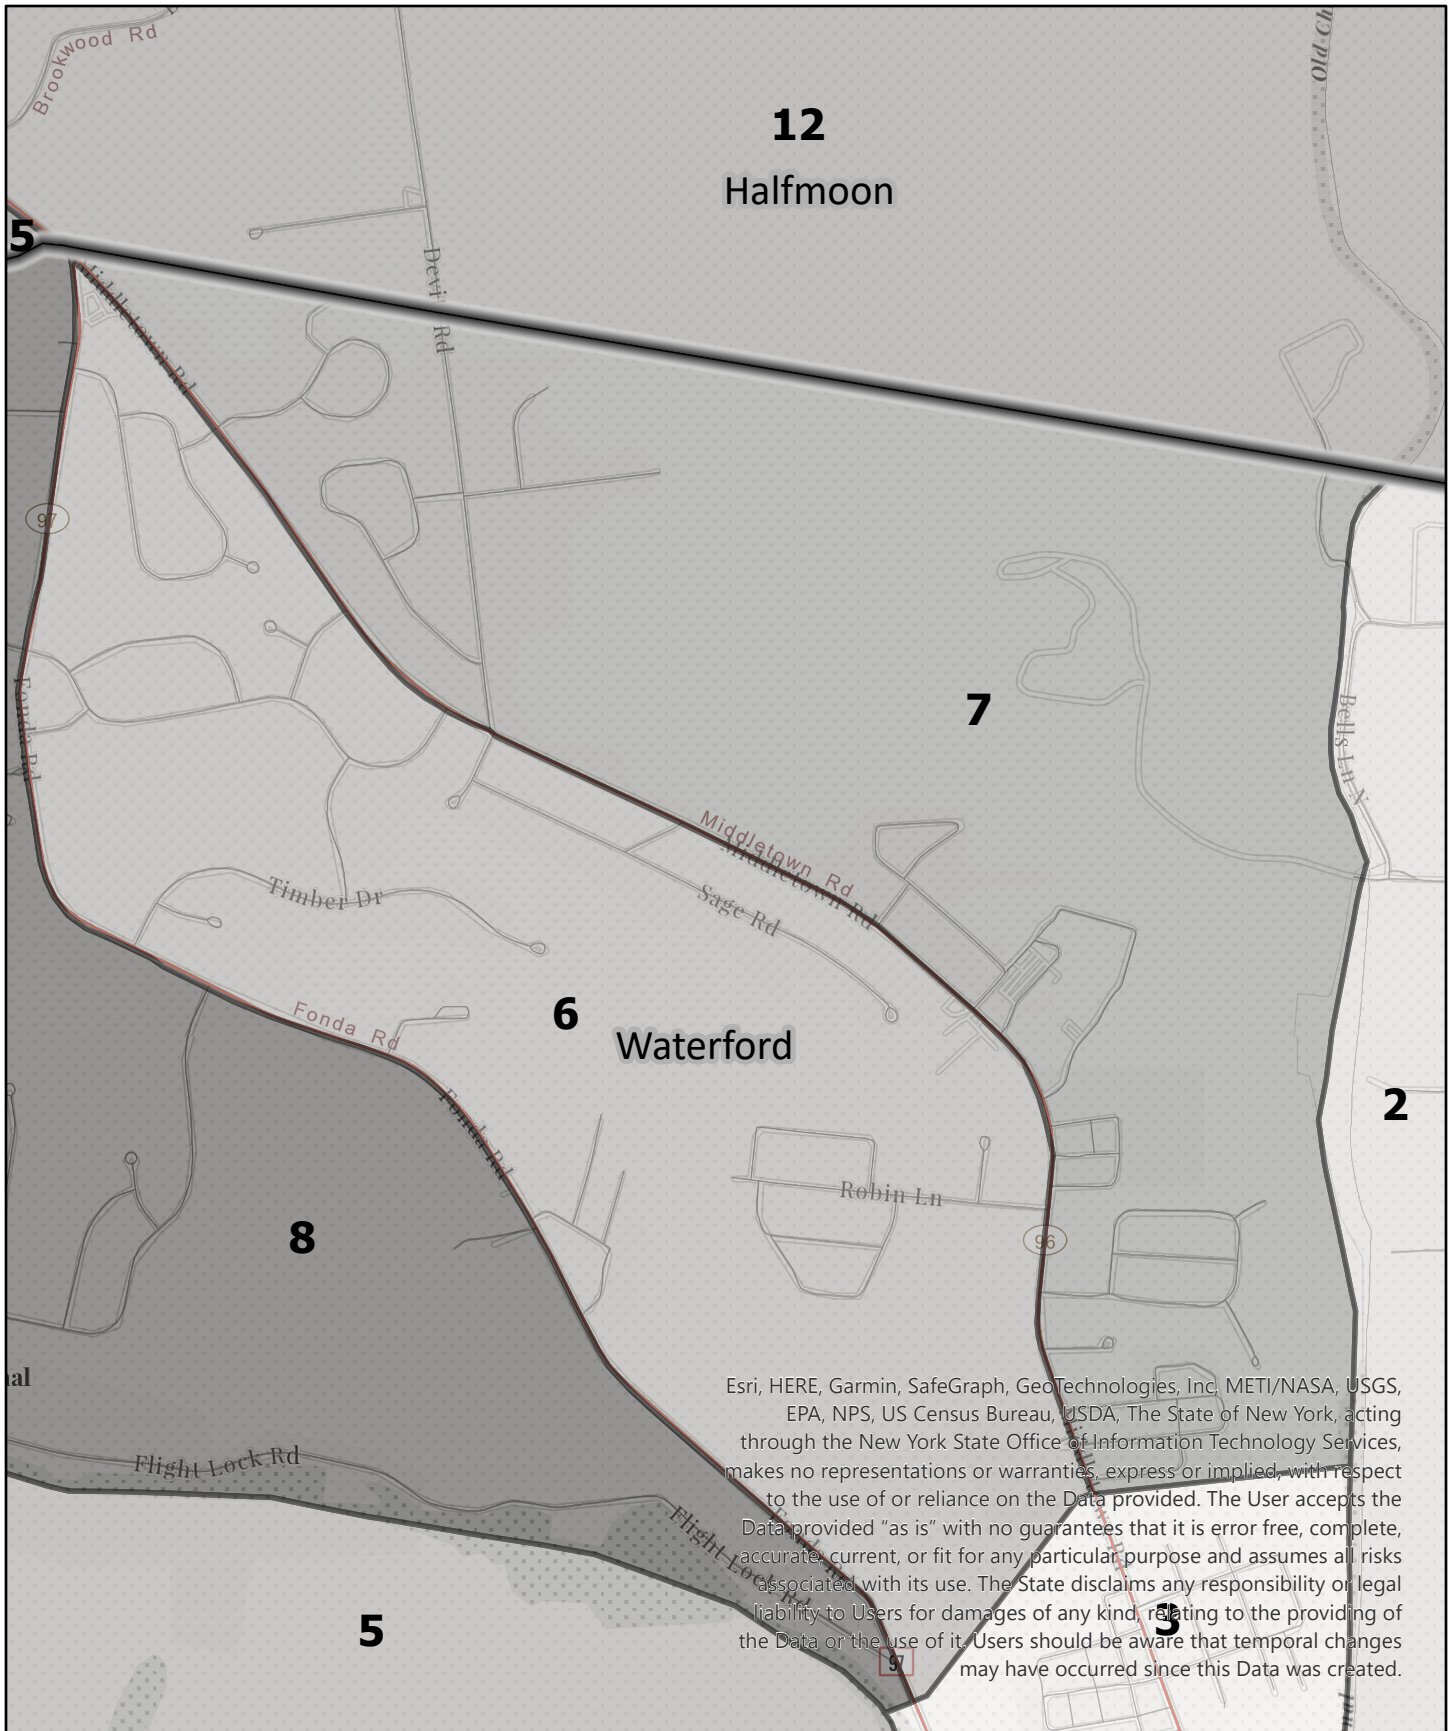 Brookwood Rd
Old Ch
12
Halfmoon
5
Middletown Rd
Rd
97
Fonda Rd
7
Bells Ln N
Middletown Rd
Middletown Rd
Timber Dr
Sage Rd
Fonda Rd
6
Waterford
Fonda Rd
2
Robin Ln
8
96
al
Flight Lock Rd
Flight Lock Rd
Esri, HERE, Garmin, SafeGraph, GeoTechnologies, Inc, METI/NASA, USGS,
EPA, NPS, US Census Bureau, USDA, The State of New York, acting
through the New York State Office of Information Technology Services,
makes no representations or warranties, express or implied, with respect
to the use of or reliance on the Data provided. The User accepts the
Data provided “as is” with no guarantees that it is error free, complete,
accurate, current, or fit for any particular purpose and assumes all risks
associated with its use. The State disclaims any responsibility or legal
liability to Users for damages of any kind, relating to the providing of
the Data or the use of it. Users should be aware that temporal changes
may have occurred since this Data was created.
5
3
97
nal